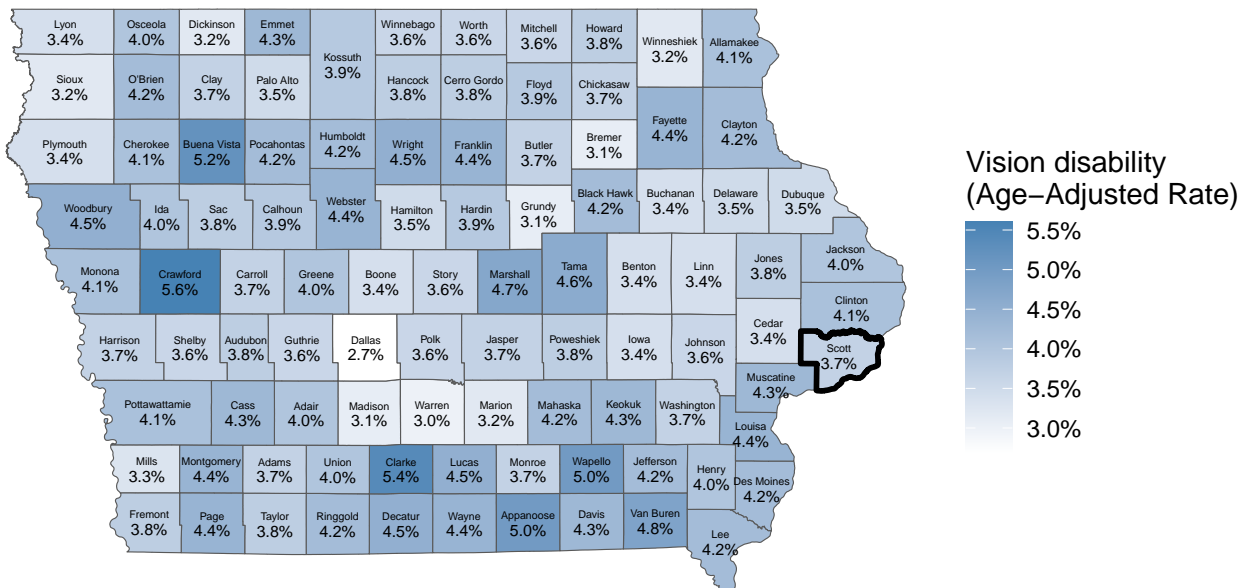 Lyon
3.4%
Osceola
4.0%
Dickinson
3.2%
Emmet
4.3%
Kossuth
3.9%
Winnebago
3.6%
Worth
3.6%
Mitchell
3.6%
Howard
3.8%
Winneshiek
3.2%
Allamakee
4.1%
Sioux
3.2%
O'Brien
4.2%
Clay
3.7%
Palo Alto
3.5%
Hancock
3.8%
Cerro Gordo
3.8%
Floyd
3.9%
Chickasaw
3.7%
Fayette
4.4%
Clayton
4.2%
Plymouth
3.4%
Cherokee
4.1%
Buena Vista
5.2%
Pocahontas
4.2%
Humboldt
4.2%
Wright
4.5%
Franklin
4.4%
Butler
3.7%
Bremer
3.1%
Woodbury
4.5%
Ida
4.0%
Sac
3.8%
Calhoun
3.9%
Webster
4.4%
Hamilton
3.5%
Hardin
3.9%
Grundy
3.1%
Black Hawk
4.2%
Buchanan
3.4%
Delaware
3.5%
Dubuque
3.5%
Monona
4.1%
Crawford
5.6%
Carroll
3.7%
Greene
4.0%
Boone
3.4%
Story
3.6%
Marshall
4.7%
Tama
4.6%
Benton
3.4%
Linn
3.4%
Jones
3.8%
Jackson
4.0%
Clinton
4.1%
Harrison
3.7%
Shelby
3.6%
Audubon
3.8%
Guthrie
3.6%
Dallas
2.7%
Polk
3.6%
Jasper
3.7%
Poweshiek
3.8%
Iowa
3.4%
Johnson
3.6%
Cedar
3.4%
Scott
3.7%
Muscatine
4.3%
Pottawattamie
4.1%
Cass
4.3%
Adair
4.0%
Madison
3.1%
Warren
3.0%
Marion
3.2%
Mahaska
4.2%
Keokuk
4.3%
Washington
3.7%
Louisa
4.4%
Mills
3.3%
Montgomery
4.4%
Adams
3.7%
Union
4.0%
Clarke
5.4%
Lucas
4.5%
Monroe
3.7%
Wapello
5.0%
Jefferson
4.2%
Henry
4.0%
Des Moines
4.2%
Fremont
3.8%
Page
4.4%
Taylor
3.8%
Ringgold
4.2%
Decatur
4.5%
Wayne
4.4%
Appanoose
5.0%
Davis
4.3%
Van Buren
4.8%
Lee
4.2%
Vision disability
(Age−Adjusted Rate)
5.5%
5.0%
4.5%
4.0%
3.5%
3.0%